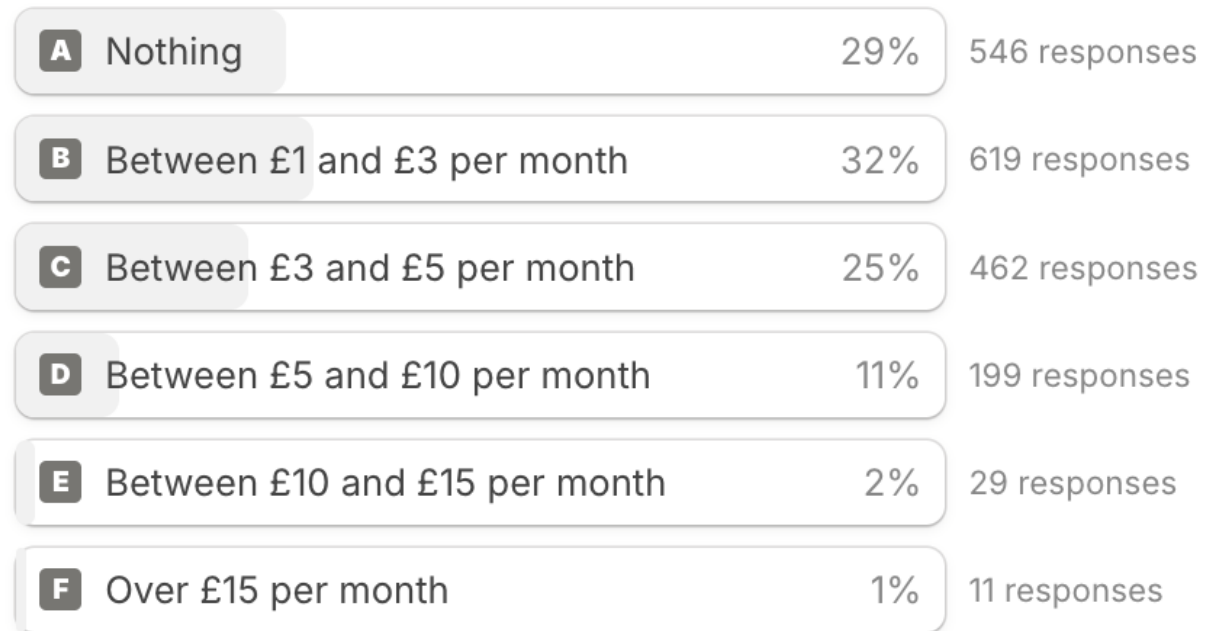 A Nothing 29% 546 responses
B Between £1 and £3 per month 32% 619 responses
C Between £3 and £5 per month 25% 462 responses
D Between £5 and £10 per month 11% 199 responses
E Between £10 and £15 per month 2% 29 responses
F Over £15 per month 1% 11 responses